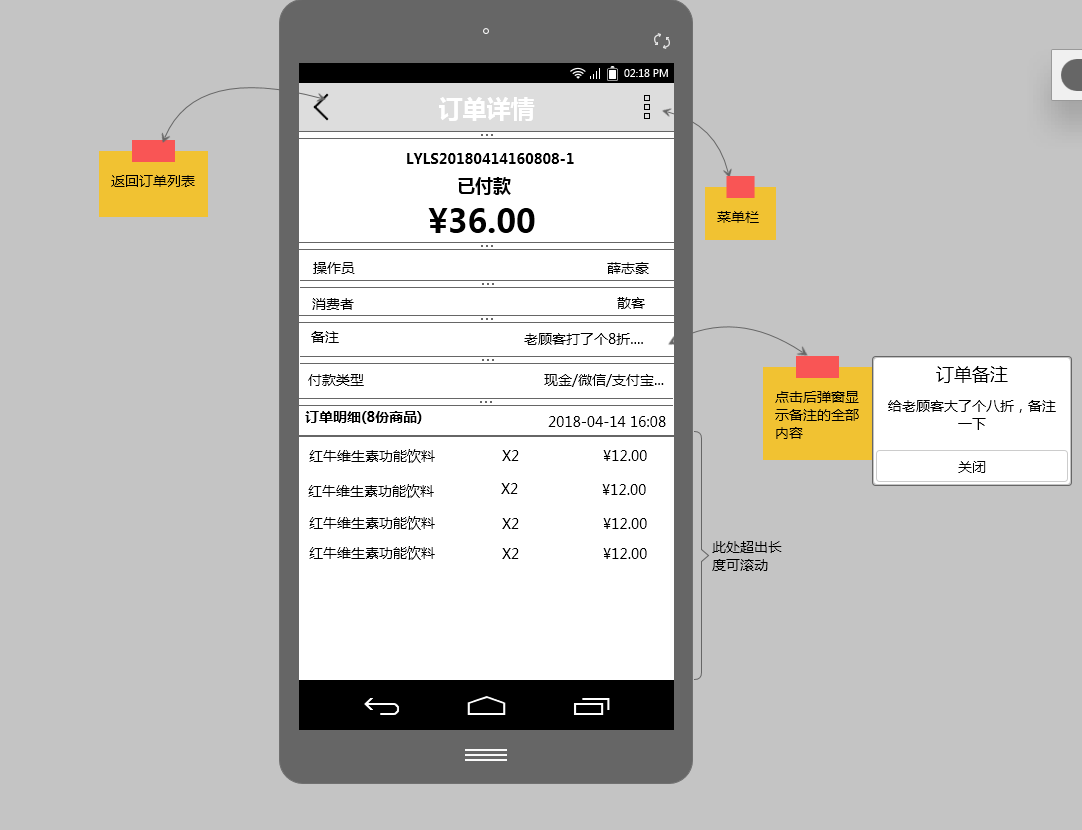 02:18 PM
订单详情
LYLS20180414160808-1
已付款
¥36.00
操作员 薛志豪
消费者 散客
备注 老顾客打了个8折....
付款类型 现金/微信/支付宝...
订单明细(8份商品) 2018-04-14 16:08
红牛维生素功能饮料 X2 ¥12.00
红牛维生素功能饮料 X2 ¥12.00
红牛维生素功能饮料 X2 ¥12.00
红牛维生素功能饮料 X2 ¥12.00
返回订单列表
菜单栏
点击后弹窗显
示备注的全部
内容
订单备注
给老顾客大了个八折，备注
一下
关闭
此处超出长
度可滚动